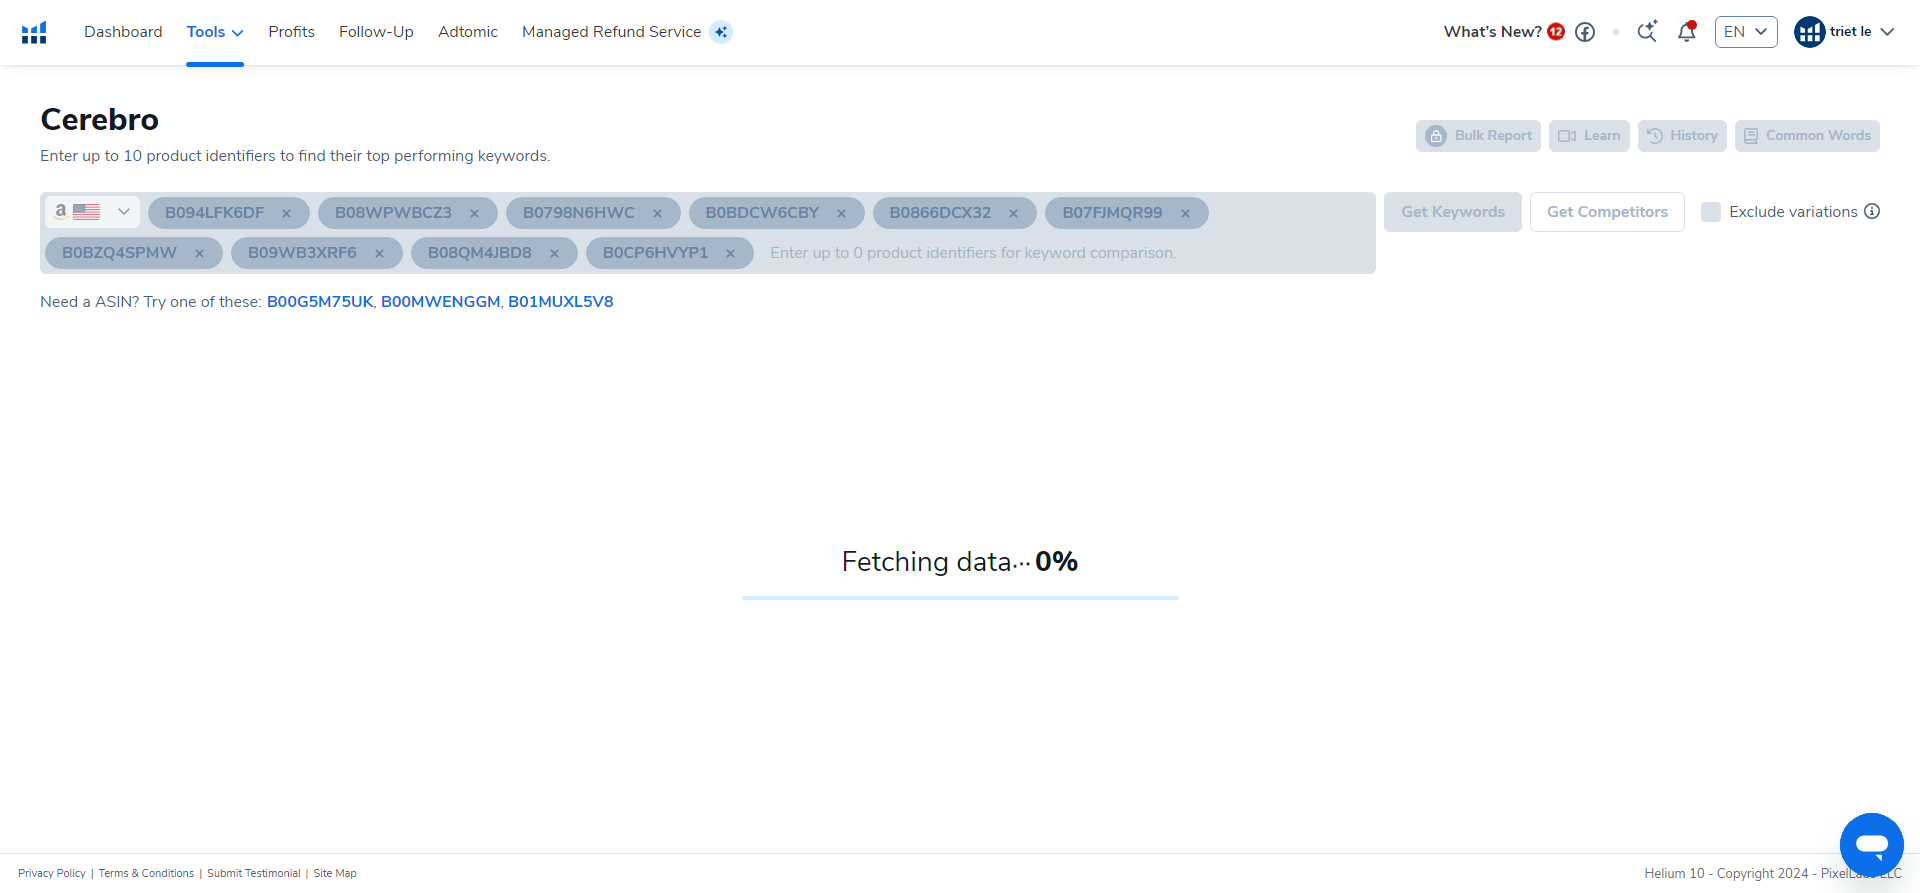 Dashboard Tools Profits Follow-Up Adtomic Managed Refund Service What's New? 12 EN triet le
Cerebro
Enter up to 10 product identifiers to find their top performing keywords.
Bulk Report Learn History Common Words
a B094LFK6DF × B08WPWBCZ3 × B0798N6HWC × B0BDCW6CBY × B0866DCX32 × B07FJMQR99 × Get Keywords Get Competitors Exclude variations
B0BZQ4SPMW × B09WB3XRF6 × B08QM4JBD8 × B0CP6HVYP1 × Enter up to 0 product identifiers for keyword comparison.
Need a ASIN? Try one of these: B00G5M75UK, B00MWENGGM, B01MUXL5V8
Fetching data··· 0%
Privacy Policy | Terms & Conditions | Submit Testimonial | Site Map Helium 10 - Copyright 2024 -